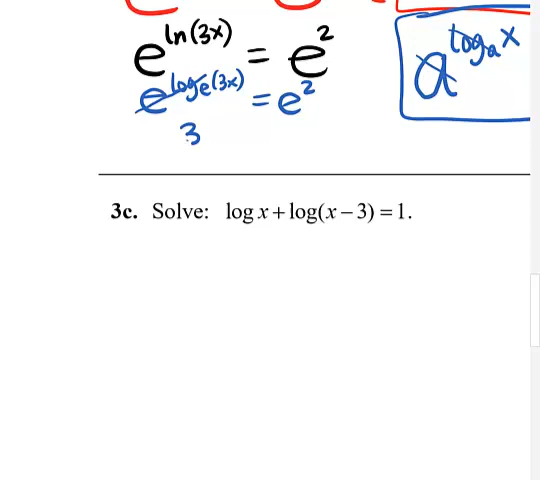 e^{ln(3x)} = e^2
e^{log_e(3x)} = e^2
3
a^{log_a x}
3c. Solve: log x + log(x − 3) = 1.